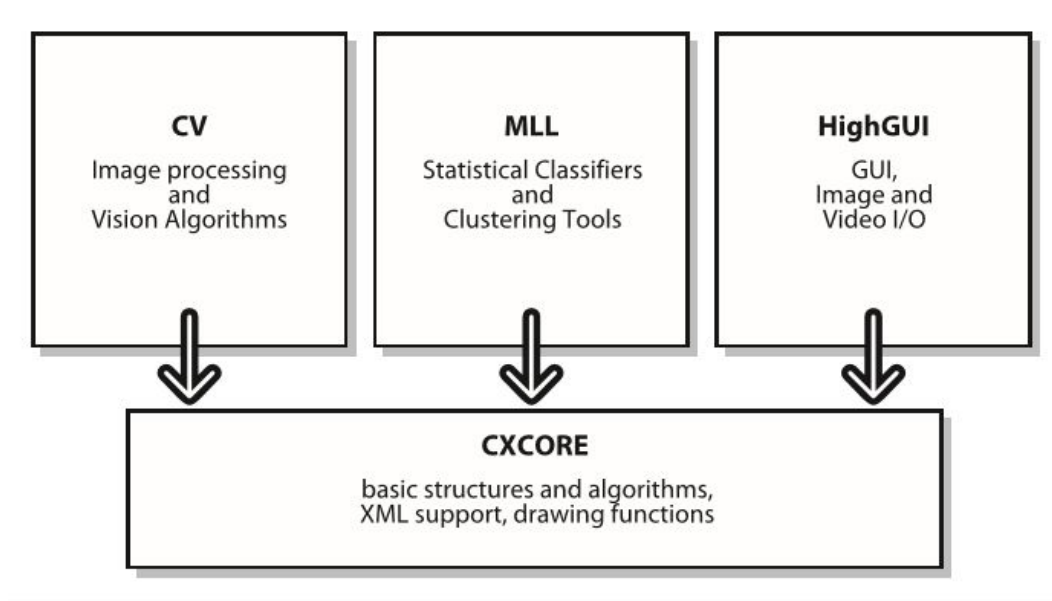 CV
Image processing
and
Vision Algorithms
MLL
Statistical Classifiers
and
Clustering Tools
HighGUI
GUI,
Image and
Video I/O
CXCORE
basic structures and algorithms,
XML support, drawing functions